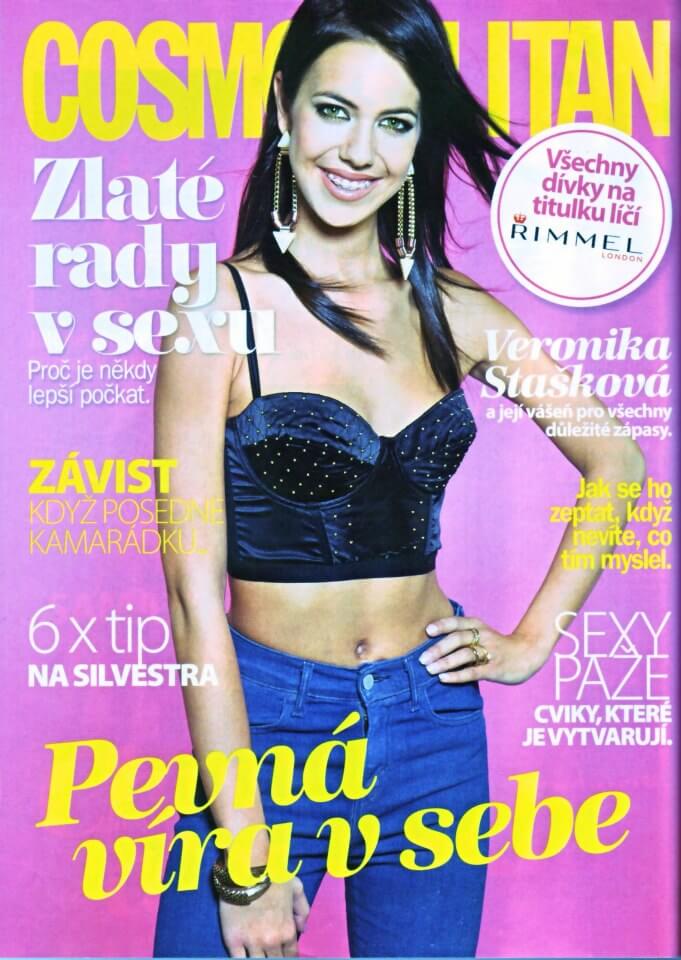 COSMOPOLITAN
Zlaté
rady
v sexu
Proč je někdy
lepší počkat.
Všechny
dívky na
titulku líčí
RIMMEL
LONDON
Veronika
Stašková
a její vášeň pro všechny
důležité zápasy.
ZÁVIST
KDYŽ POSEDNE
KAMARÁDKU...
Jak se ho
zeptat, když
nevíte, co
tím myslel.
6 x tip
NA SILVESTRA
SEXY
PAŽE
CVIKY, KTERÉ
JE VYTVARUJÍ.
Pevná
víra v sebe